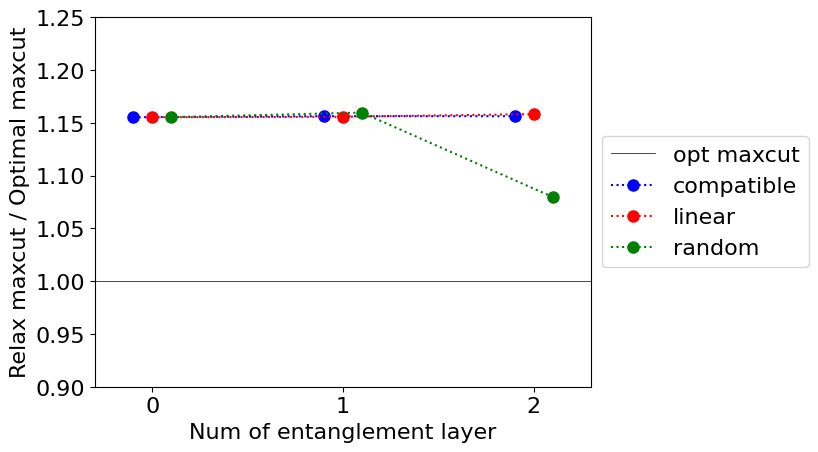 Relax maxcut / Optimal maxcut
1.25
1.20
1.15
1.10
1.05
1.00
0.95
0.90
0
1
2
Num of entanglement layer
opt maxcut
compatible
linear
random